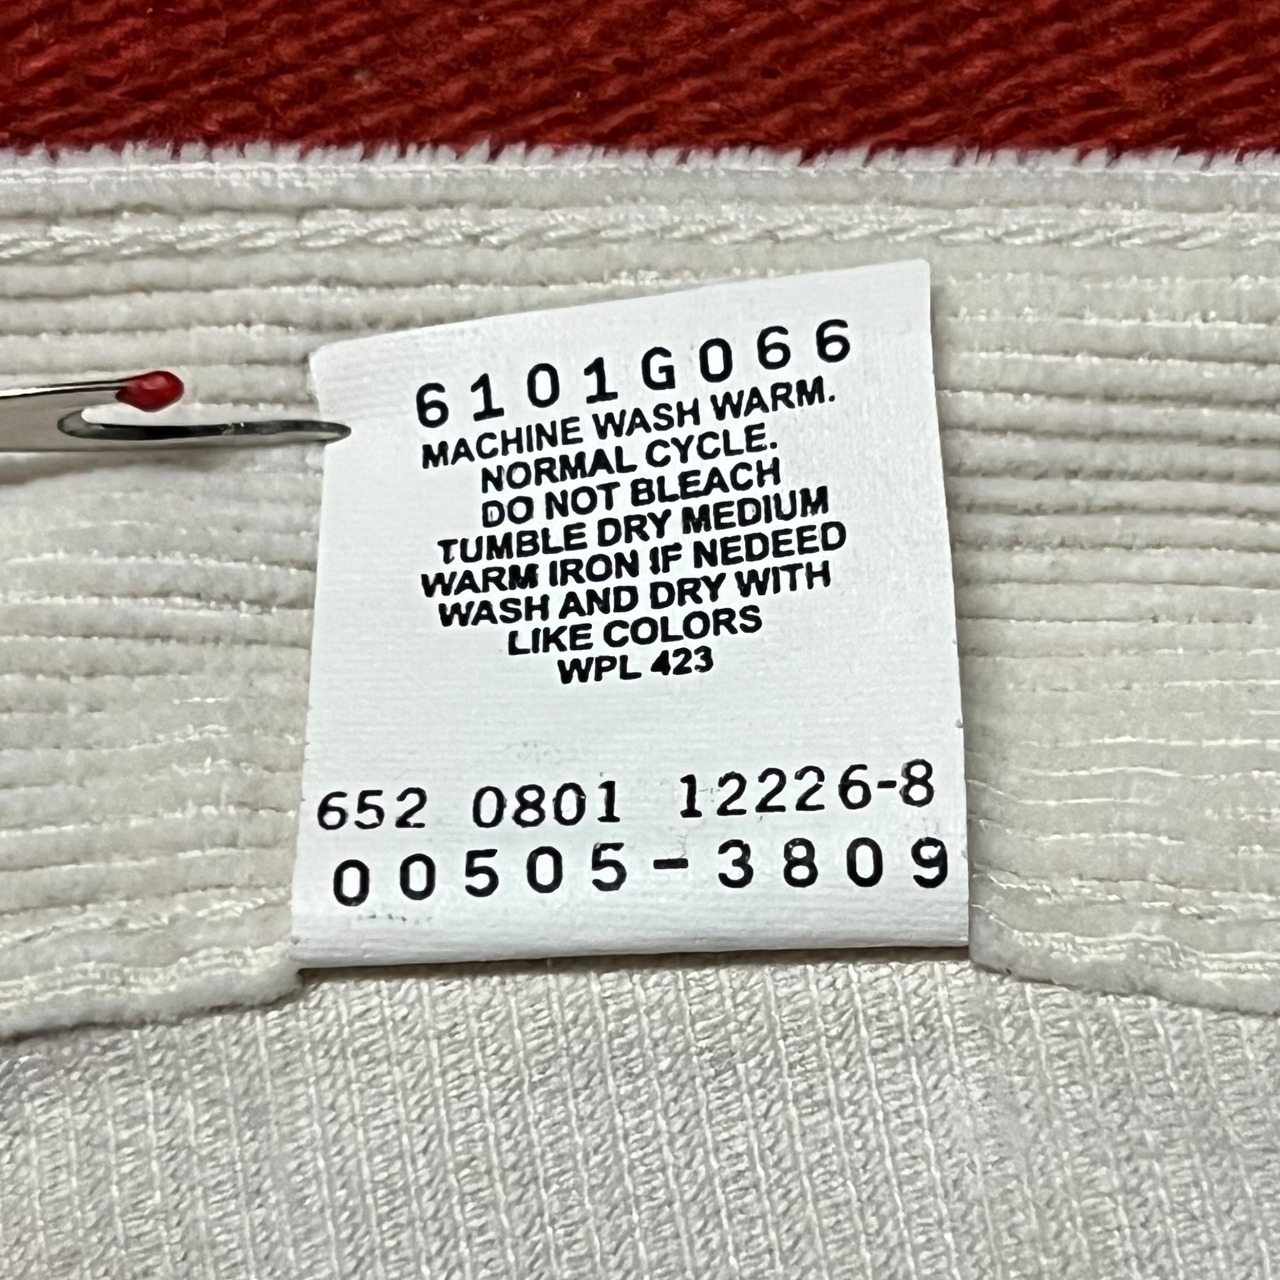 6101G066
MACHINE WASH WARM.
NORMAL CYCLE.
DO NOT BLEACH
TUMBLE DRY MEDIUM
WARM IRON IF NEDEED
WASH AND DRY WITH
LIKE COLORS
WPL 423
652 0801 12226-8
00505-3809